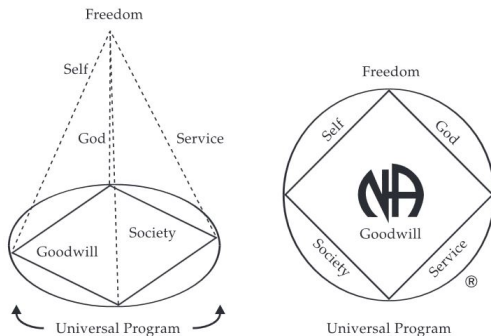 Freedom
Self
God
Service
Goodwill
Society
Universal Program
Freedom
Self
God
NA
Goodwill
Society
Service
®
Universal Program